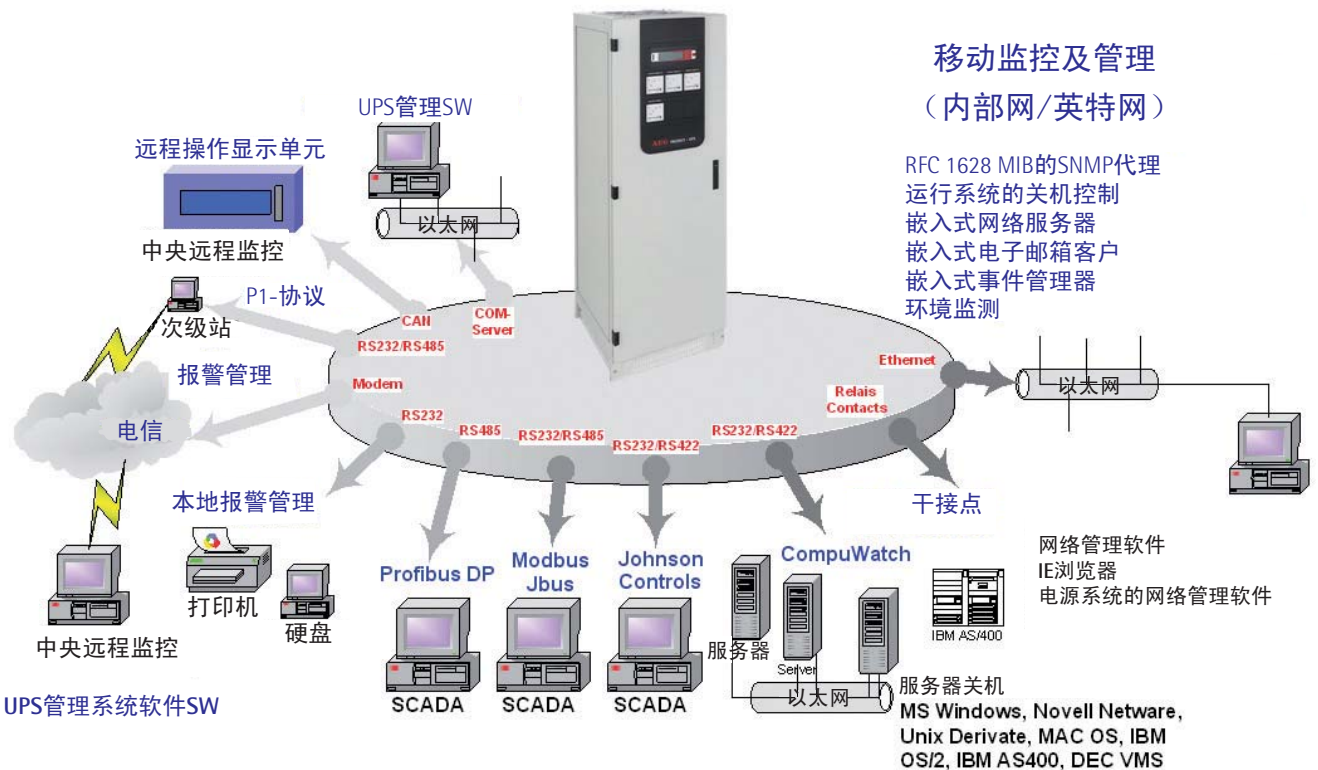 移动监控及管理
（内部网/英特网）
UPS管理SW
远程操作显示单元
RFC 1628 MIB的SNMP代理
运行系统的关机控制
嵌入式网络服务器
嵌入式电子邮箱客户
嵌入式事件管理器
环境监测
以太网
中央远程监控
P1-协议
次级站
CAN
COM-
Server
RS232/RS485
Ethernet
报警管理
Modem
Relais
Contacts
以太网
电信
RS232
RS485
RS232/RS485
RS232/RS422
RS232/RS422
本地报警管理
干接点
Profibus DP
Modbus
Jbus
Johnson
Controls
CompuWatch
网络管理软件
IE浏览器
电源系统的网络管理软件
打印机
硬盘
中央远程监控
IBM AS/400
服务器
Server
UPS管理系统软件SW
SCADA
SCADA
SCADA
以太网
服务器关机
MS Windows, Novell Netware,
Unix Derivate, MAC OS, IBM
OS/2, IBM AS400, DEC VMS
AEG